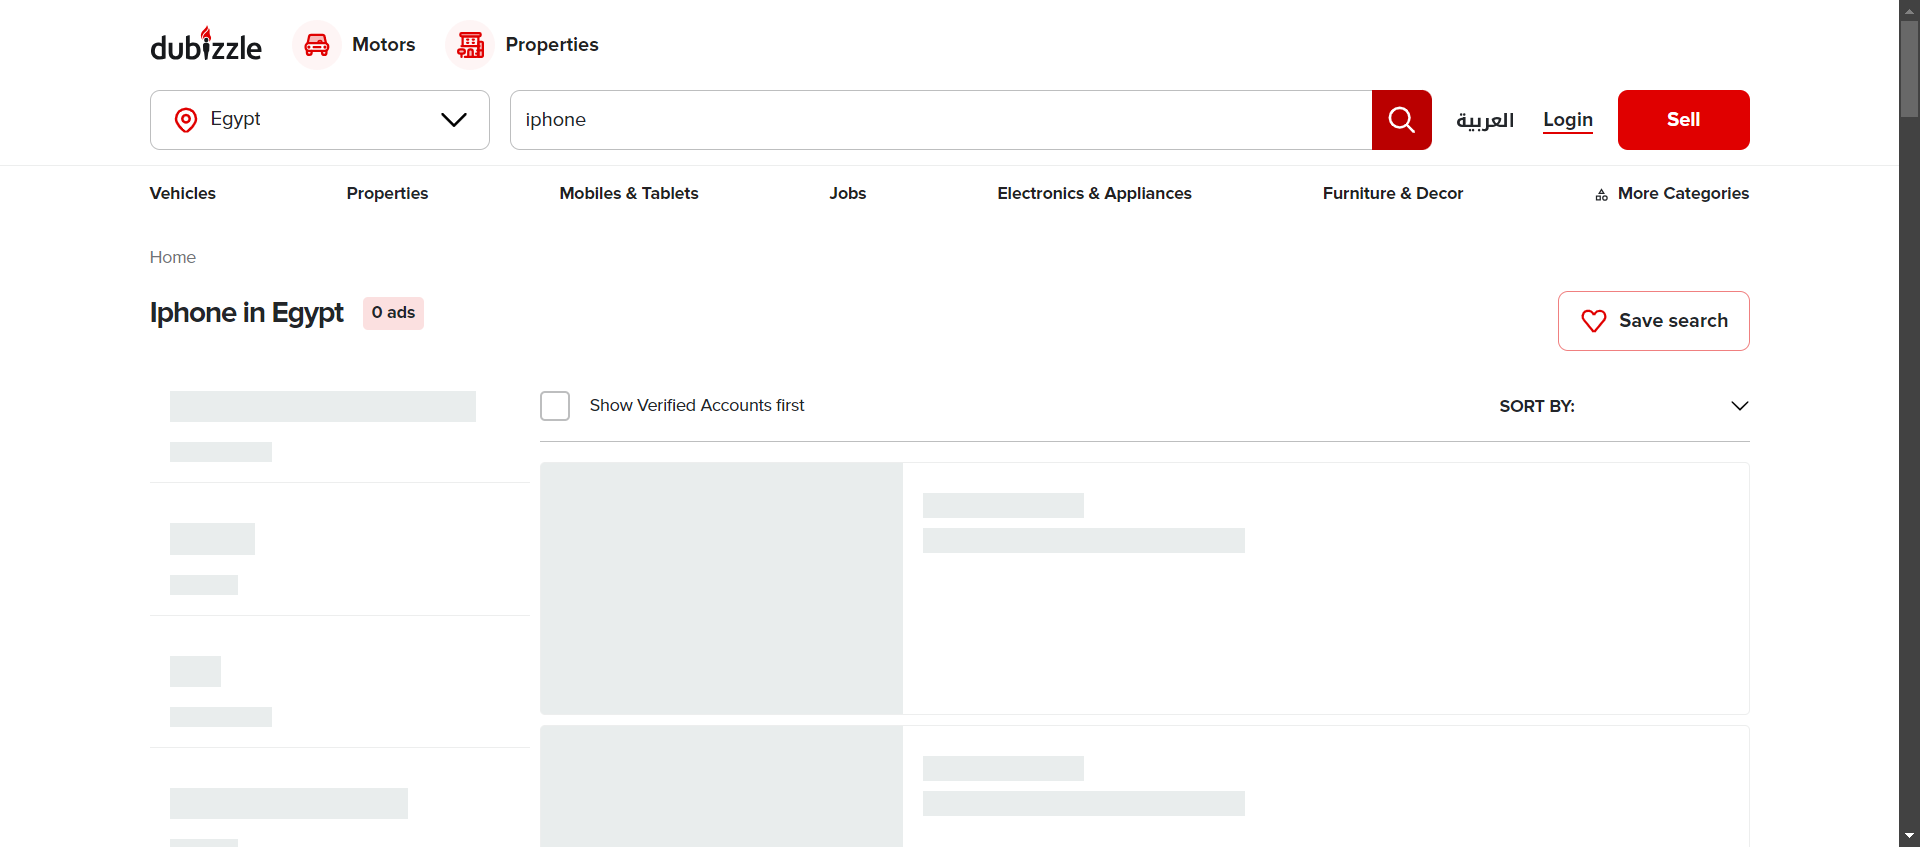 dubizzle
Motors
Properties
Egypt
iphone
العربية
Login
Sell
Vehicles
Properties
Mobiles & Tablets
Jobs
Electronics & Appliances
Furniture & Decor
More Categories
Home
Iphone in Egypt
0 ads
Save search
Show Verified Accounts first
SORT BY: